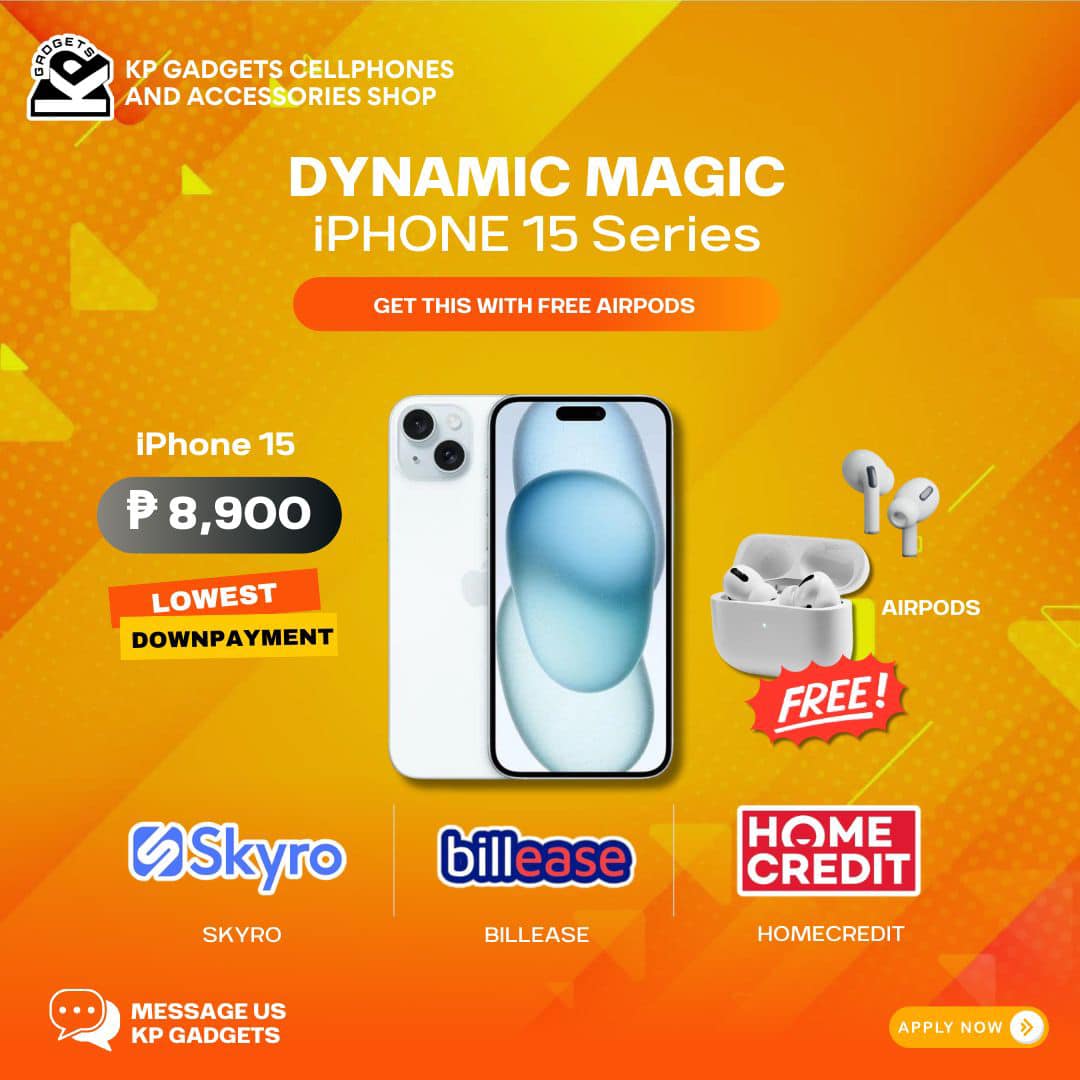 GADGETS
KP
KP GADGETS CELLPHONES
AND ACCESSORIES SHOP
DYNAMIC MAGIC
iPHONE 15 Series
GET THIS WITH FREE AIRPODS
iPhone 15
₱ 8,900
LOWEST
DOWNPAYMENT
AIRPODS
FREE!
Skyro
billease
HOME
CREDIT
SKYRO
BILLEASE
HOMECREDIT
MESSAGE US
KP GADGETS
APPLY NOW